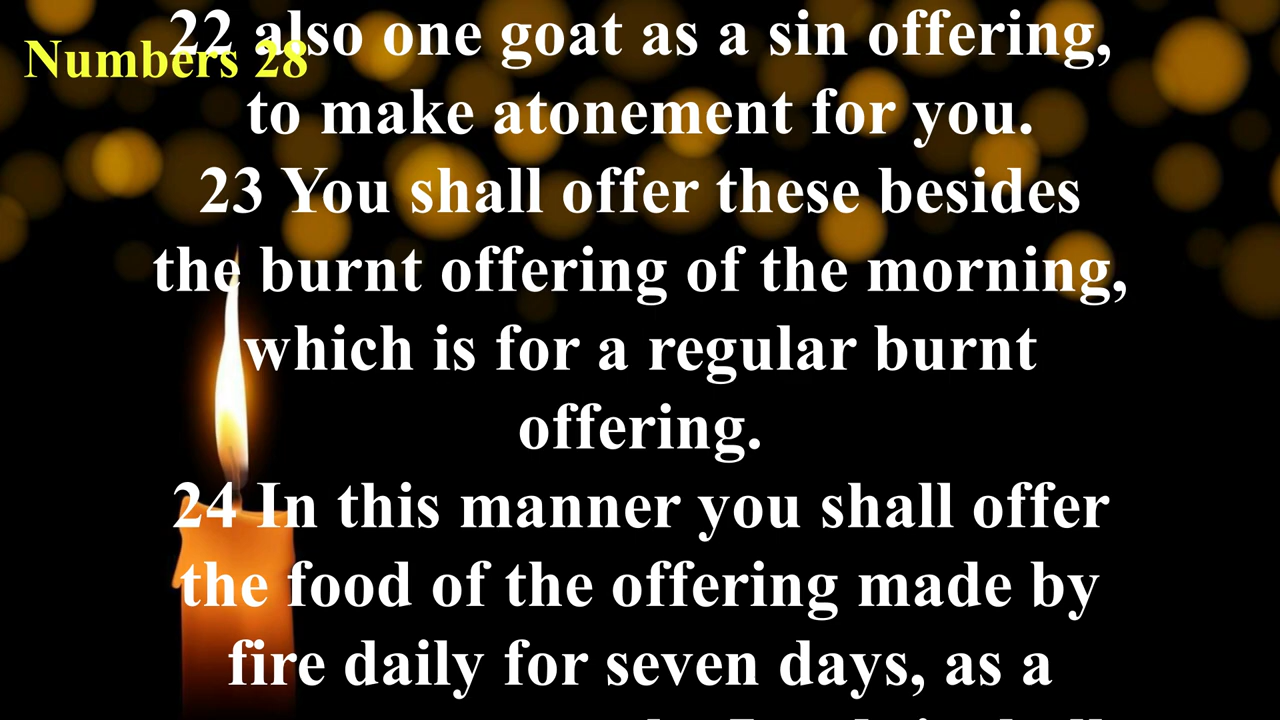 Numbers 28
22 also one goat as a sin offering,
to make atonement for you.
23 You shall offer these besides
the burnt offering of the morning,
which is for a regular burnt
offering.
24 In this manner you shall offer
the food of the offering made by
fire daily for seven days, as a